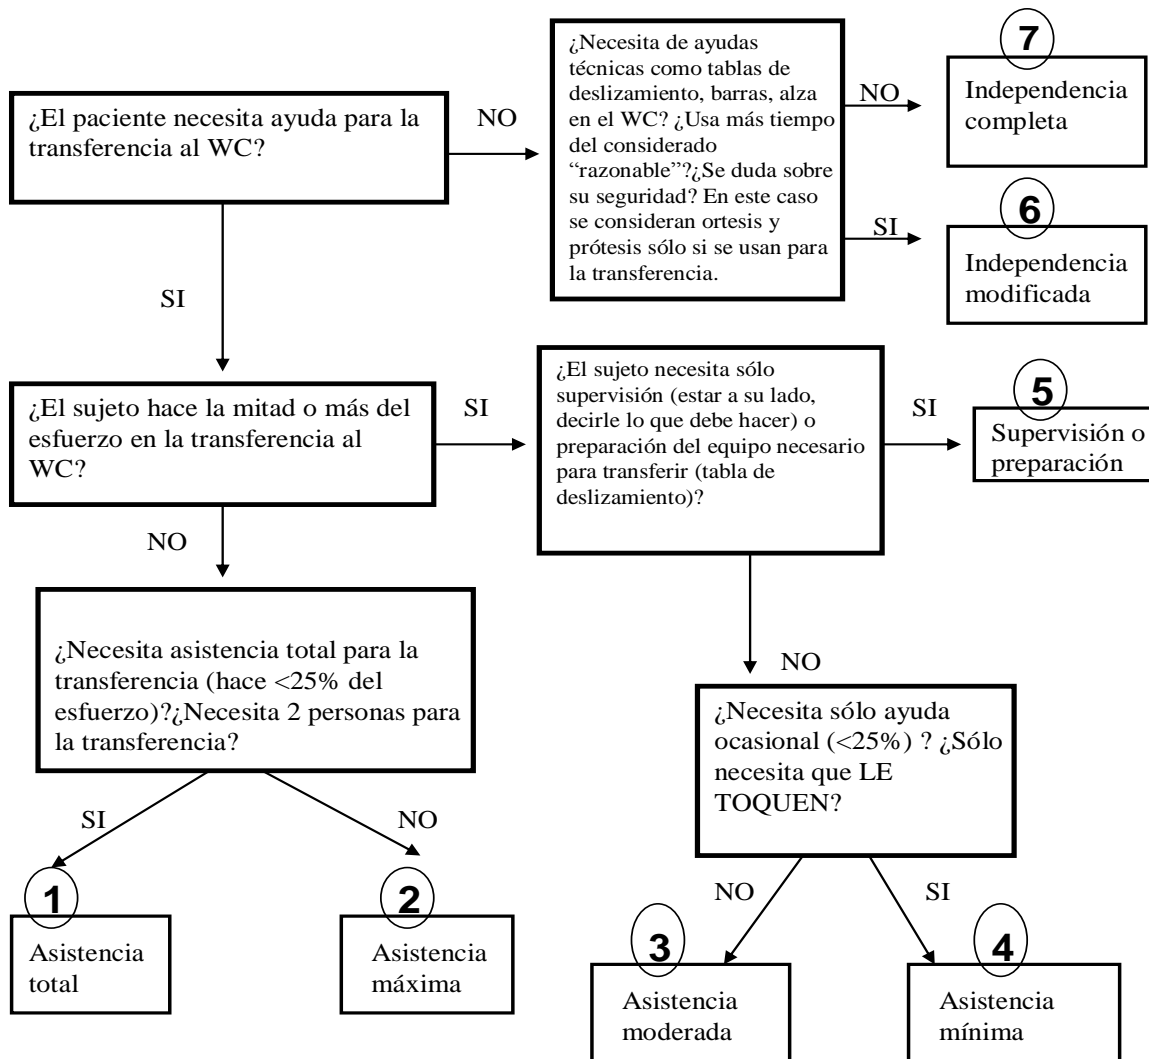 ¿El paciente necesita ayuda para la
transferencia al WC?
NO
¿Necesita de ayudas
técnicas como tablas de
deslizamiento, barras, alza
en el WC? ¿Usa más tiempo
del considerado
“razonable”?¿Se duda sobre
su seguridad? En este caso
se consideran ortesis y
prótesis sólo si se usan para
la transferencia.
NO
7
Independencia
completa
SI
6
Independencia
modificada
SI
¿El sujeto hace la mitad o más del
esfuerzo en la transferencia al
WC?
SI
¿El sujeto necesita sólo
supervisión (estar a su lado,
decirle lo que debe hacer) o
preparación del equipo necesario
para transferir (tabla de
deslizamiento)?
SI
5
Supervisión o
preparación
NO
¿Necesita asistencia total para la
transferencia (hace <25% del
esfuerzo)?¿Necesita 2 personas para
la transferencia?
NO
¿Necesita sólo ayuda
ocasional (<25%) ? ¿Sólo
necesita que LE
TOQUEN?
SI
NO
1
Asistencia
total
2
Asistencia
máxima
NO
SI
3
Asistencia
moderada
4
Asistencia
mínima